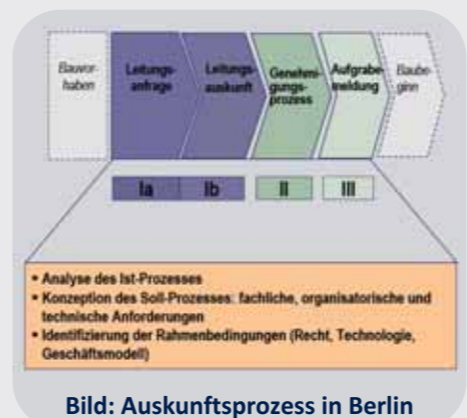 Bauvor-
haben
Leitungs-
anfrage
Leitungs-
auskunft
Genehmi-
gungs-
prozess
Aufgrabe-
meldung
Baube-
ginn
Ia Ib II III
▪ Analyse des Ist-Prozesses
▪ Konzeption des Soll-Prozesses: fachliche, organisatorische und
technische Anforderungen
▪ Identifizierung der Rahmenbedingungen (Recht, Technologie,
Geschäftsmodell)
Bild: Auskunftsprozess in Berlin